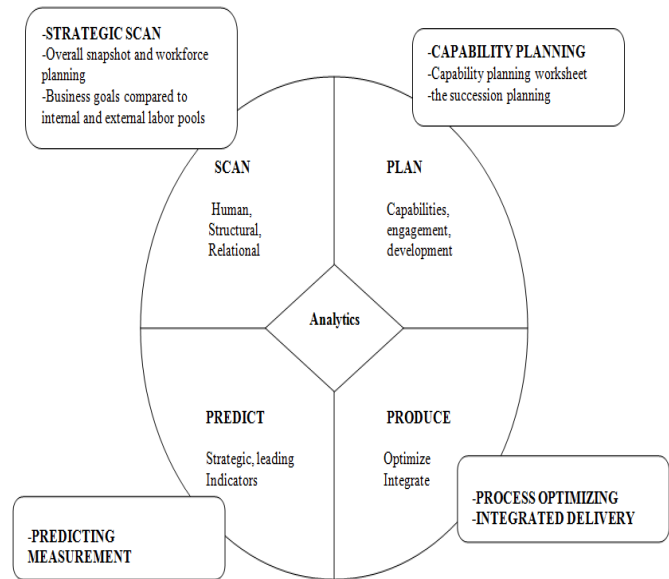 -STRATEGIC SCAN
-Overall snapshot and workforce
planning
-Business goals compared to
internal and external labor pools
-CAPABILITY PLANNING
-Capability planning worksheet
-the succession planning
SCAN
Human,
Structural,
Relational
PLAN
Capabilities,
engagement,
development
Analytics
PREDICT
Strategic, leading
Indicators
PRODUCE
Optimize
Integrate
-PREDICTING
MEASUREMENT
-PROCESS OPTIMIZING
-INTEGRATED DELIVERY